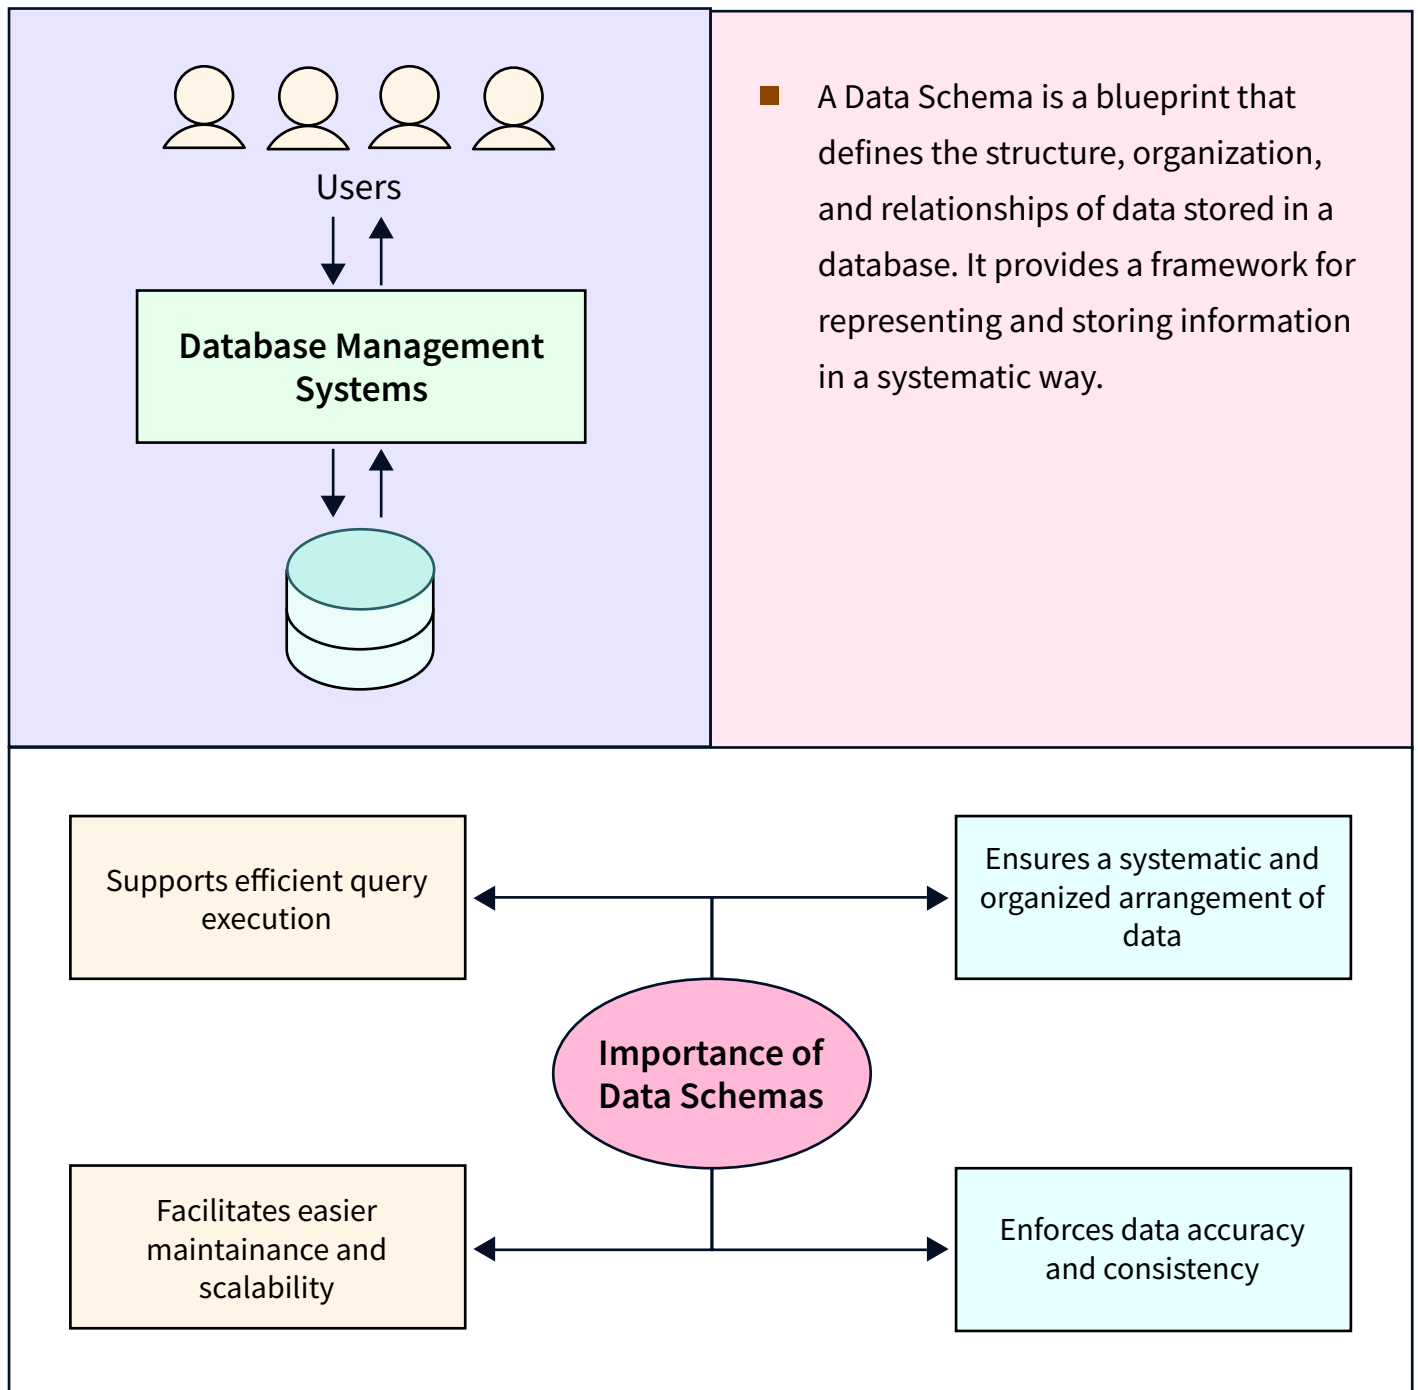 Users
Database Management
Systems
A Data Schema is a blueprint that
defines the structure, organization,
and relationships of data stored in a
database. It provides a framework for
representing and storing information
in a systematic way.
Supports efficient query
execution
Ensures a systematic and
organized arrangement of
data
Importance of
Data Schemas
Facilitates easier
maintainance and
scalability
Enforces data accuracy
and consistency